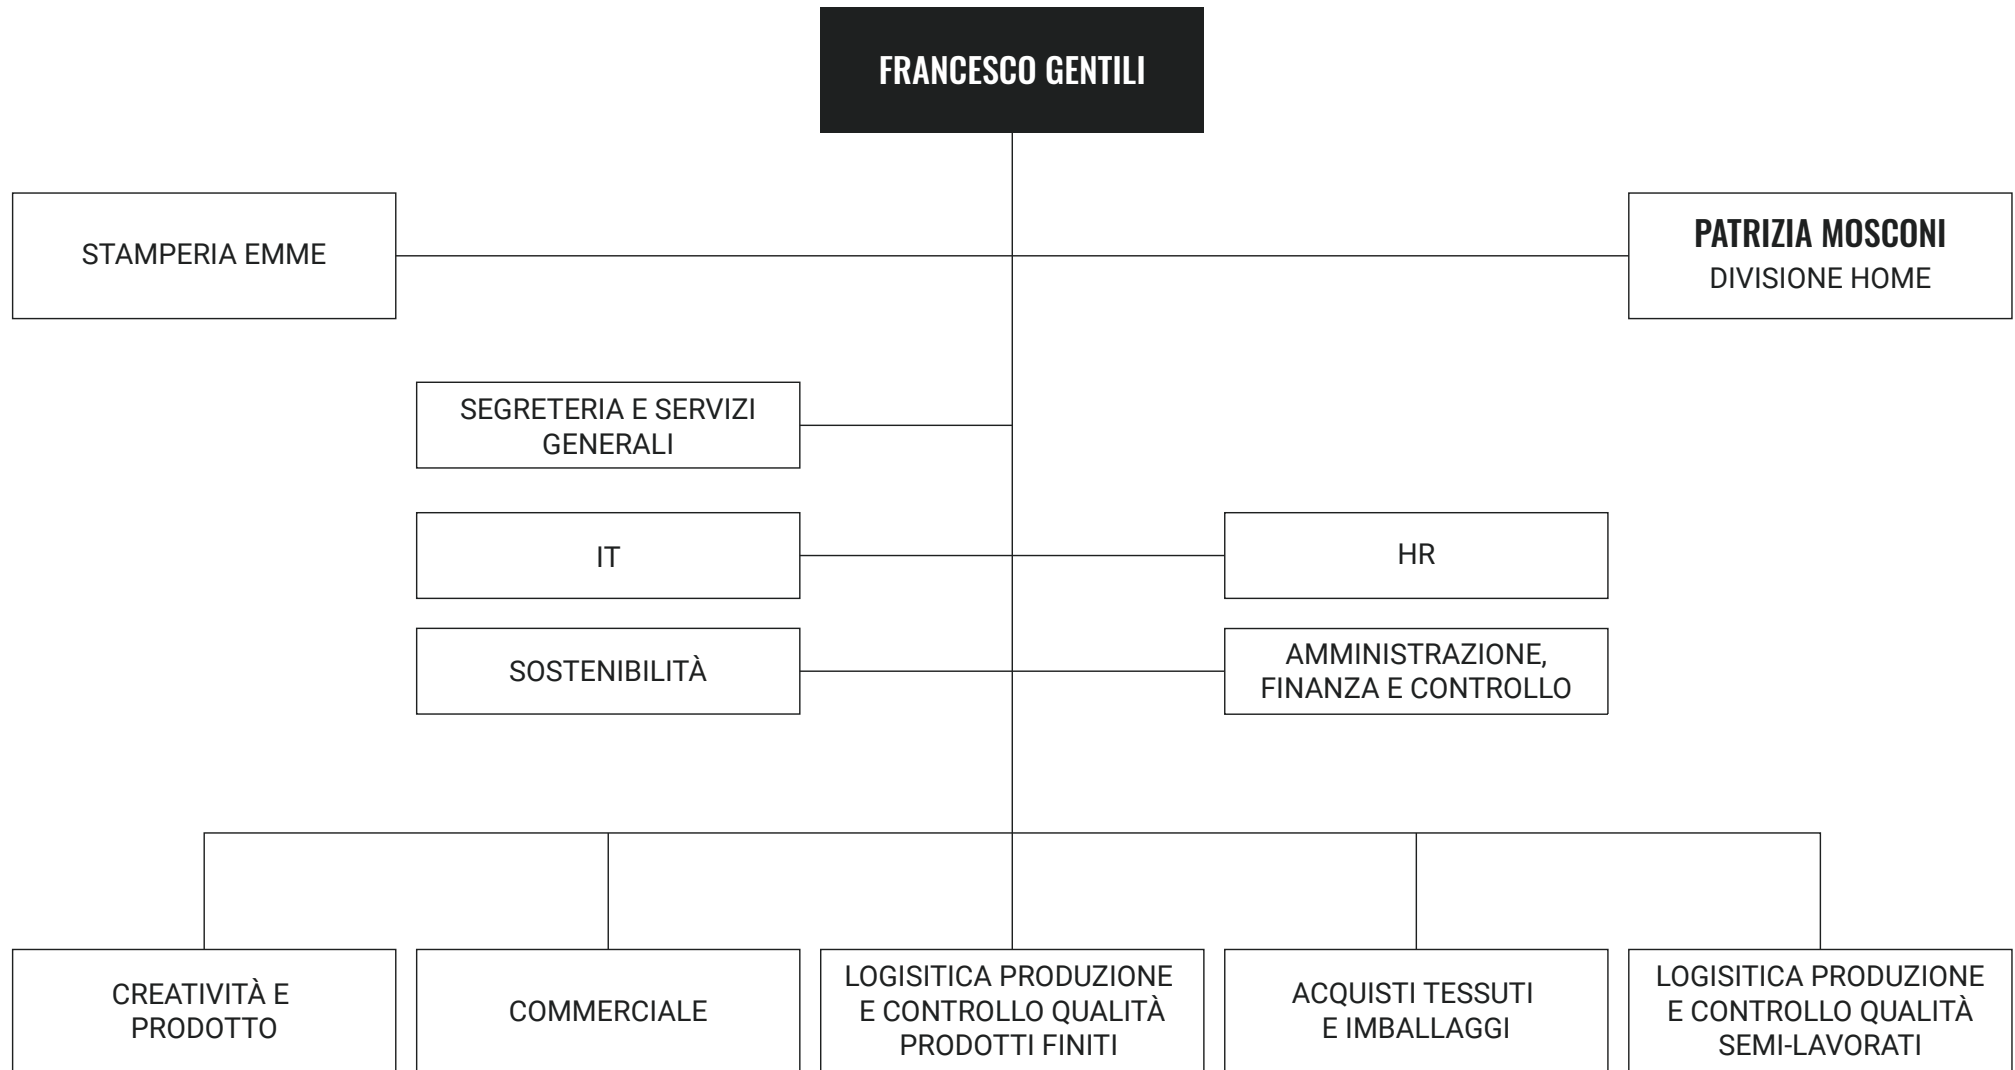 FRANCESCO GENTILI
STAMPERIA EMME
PATRIZIA MOSCONI
DIVISIONE HOME
SEGRETERIA E SERVIZI
GENERALI
IT
HR
SOSTENIBILITÀ
AMMINISTRAZIONE,
FINANZA E CONTROLLO
CREATIVITÀ E
PRODOTTO
COMMERCIALE
LOGISITICA PRODUZIONE
E CONTROLLO QUALITÀ
PRODOTTI FINITI
ACQUISTI TESSUTI
E IMBALLAGGI
LOGISITICA PRODUZIONE
E CONTROLLO QUALITÀ
SEMI-LAVORATI